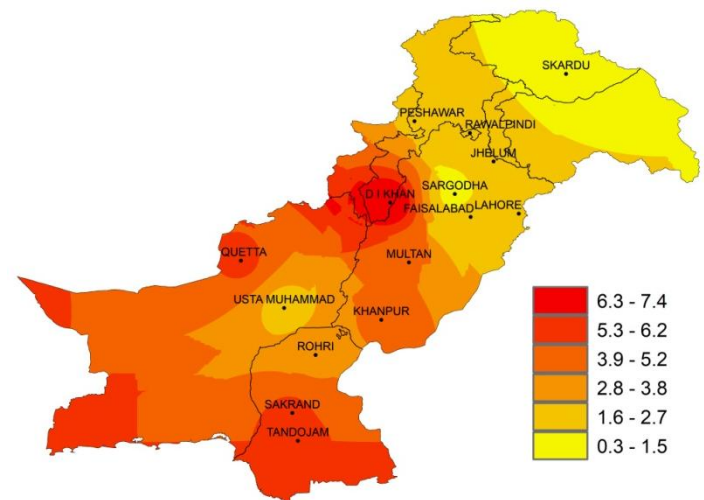 SKARDU
PESHAWAR
RAWALPINDI
JHELUM
SARGODHA
D I KHAN
FAISALABAD
LAHORE
QUETTA
MULTAN
USTA MUHAMMAD
KHANPUR
ROHRI
SAKRAND
TANDOJAM
6.3 - 7.4
5.3 - 6.2
3.9 - 5.2
2.8 - 3.8
1.6 - 2.7
0.3 - 1.5